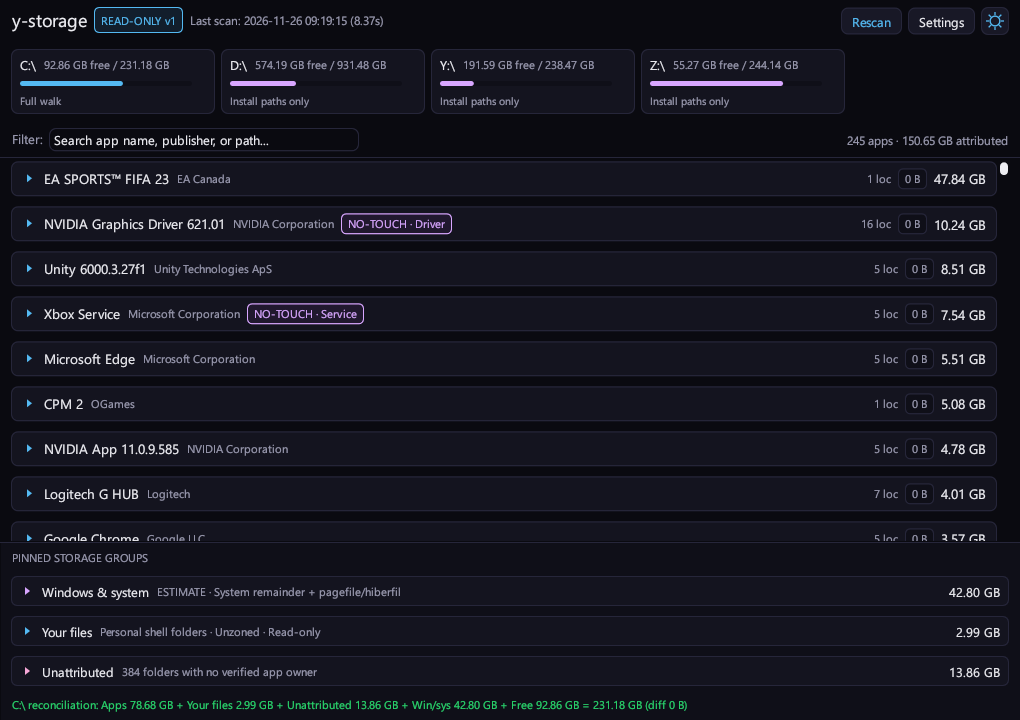 y-storage READ-ONLY v1 Last scan: 2026-11-26 09:19:15 (8.37s) Rescan Settings
C:\ 92.86 GB free / 231.18 GB D:\ 574.19 GB free / 931.48 GB Y:\ 191.59 GB free / 238.47 GB Z:\ 55.27 GB free / 244.14 GB
Full walk Install paths only Install paths only Install paths only
Filter: Search app name, publisher, or path... 245 apps · 150.65 GB attributed
EA SPORTS™ FIFA 23 EA Canada 1 loc 0 B 47.84 GB
NVIDIA Graphics Driver 621.01 NVIDIA Corporation NO-TOUCH · Driver 16 loc 0 B 10.24 GB
Unity 6000.3.27f1 Unity Technologies ApS 5 loc 0 B 8.51 GB
Xbox Service Microsoft Corporation NO-TOUCH · Service 5 loc 0 B 7.54 GB
Microsoft Edge Microsoft Corporation 5 loc 0 B 5.51 GB
CPM 2 OGames 1 loc 0 B 5.08 GB
NVIDIA App 11.0.9.585 NVIDIA Corporation 5 loc 0 B 4.78 GB
Logitech G HUB Logitech 7 loc 0 B 4.01 GB
Google Chrome Google LLC 5 loc 0 B 3.57 GB
PINNED STORAGE GROUPS
Windows & system ESTIMATE · System remainder + pagefile/hiberfil 42.80 GB
Your files Personal shell folders · Unzoned · Read-only 2.99 GB
Unattributed 384 folders with no verified app owner 13.86 GB
C:\ reconciliation: Apps 78.68 GB + Your files 2.99 GB + Unattributed 13.86 GB + Win/sys 42.80 GB + Free 92.86 GB = 231.18 GB (diff 0 B)